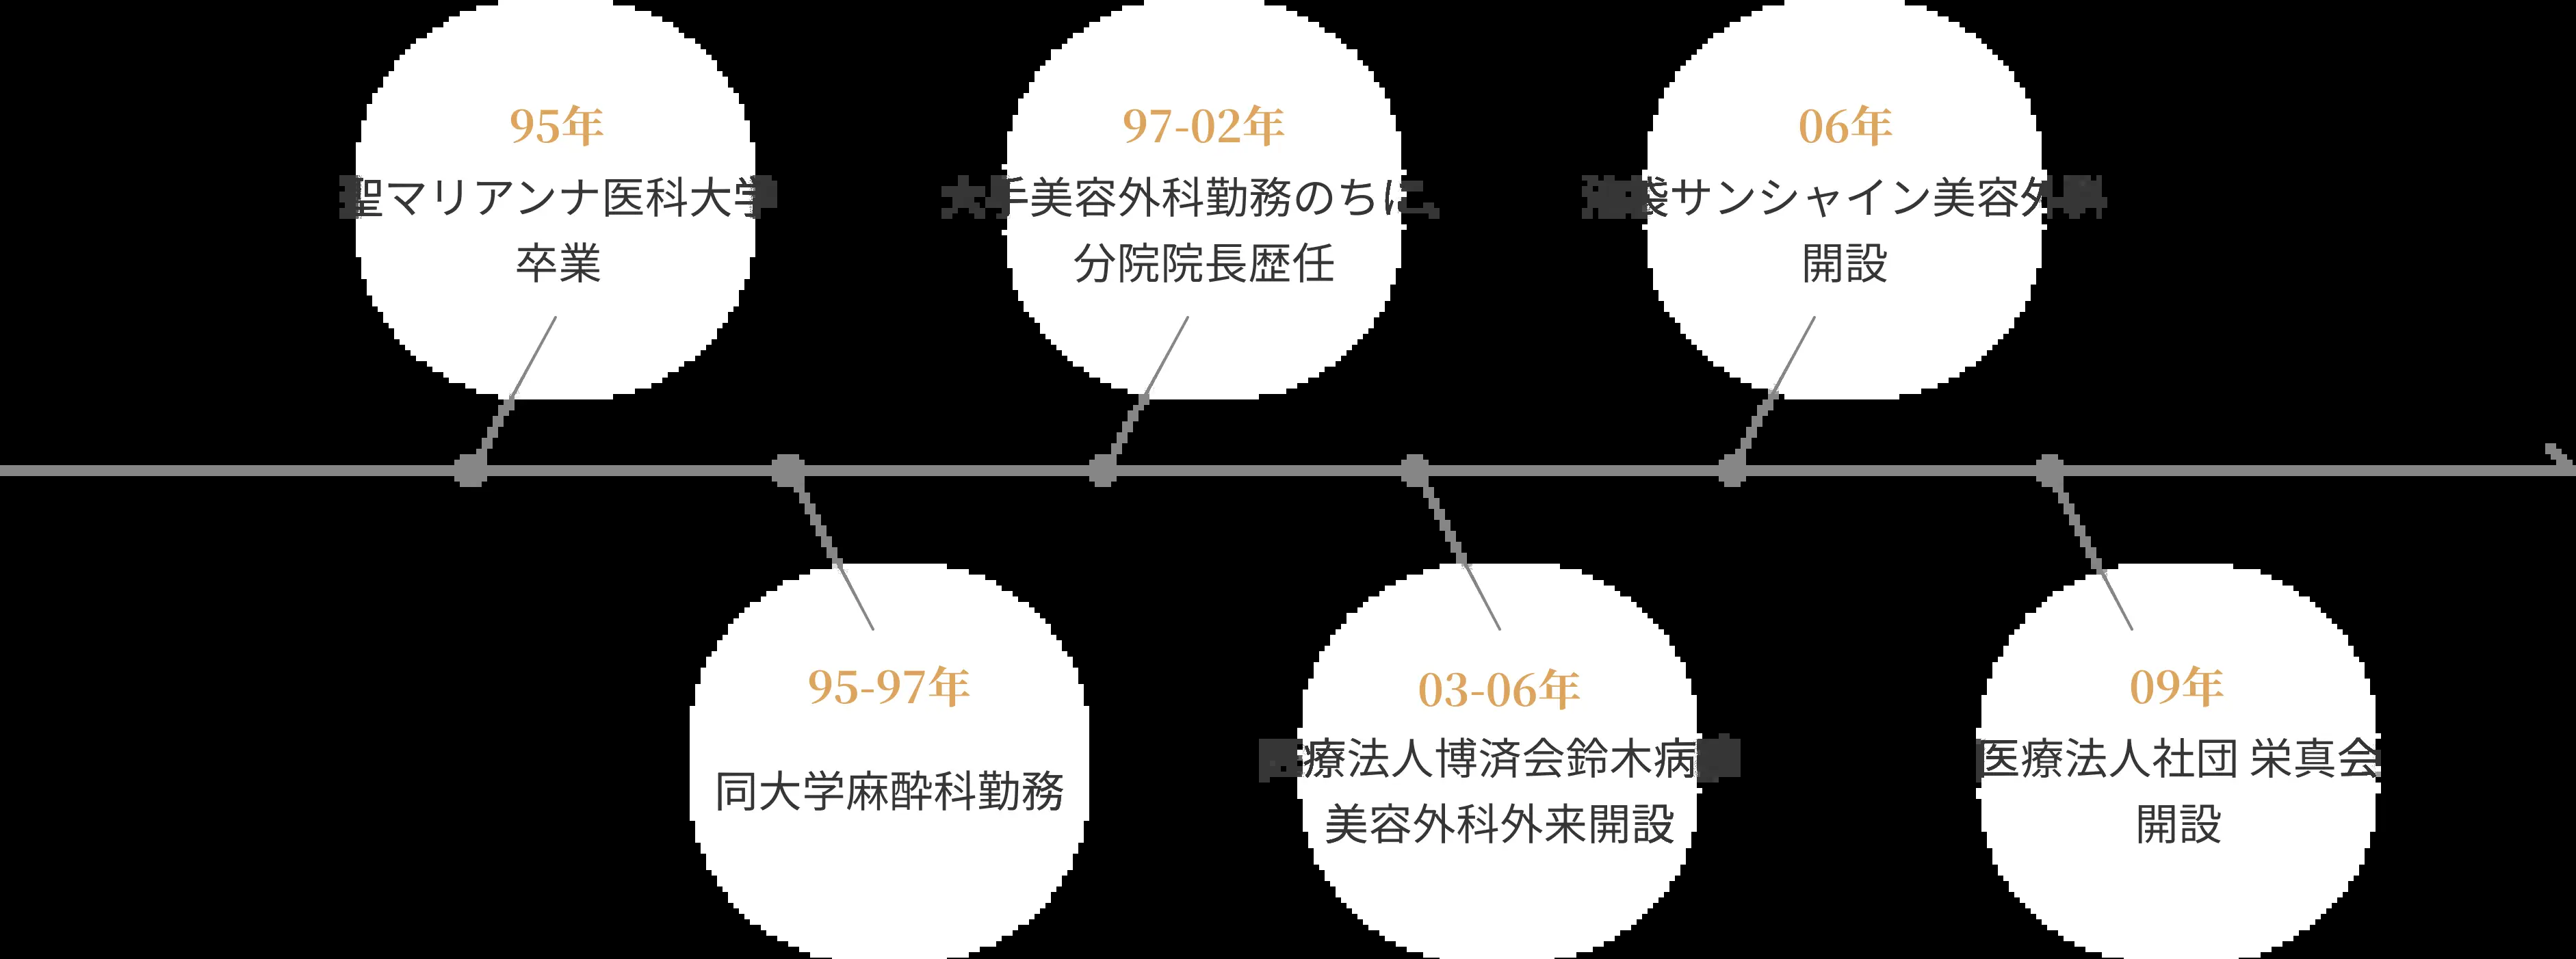 95年
聖マリアンナ医科大学
卒業
97-02年
大手美容外科勤務のちに、
分院院長歴任
06年
池袋サンシャイン美容外科
開設
95-97年
同大学麻酔科勤務
03-06年
医療法人博済会鈴木病院
美容外科外来開設
09年
医療法人社団 栄真会
開設